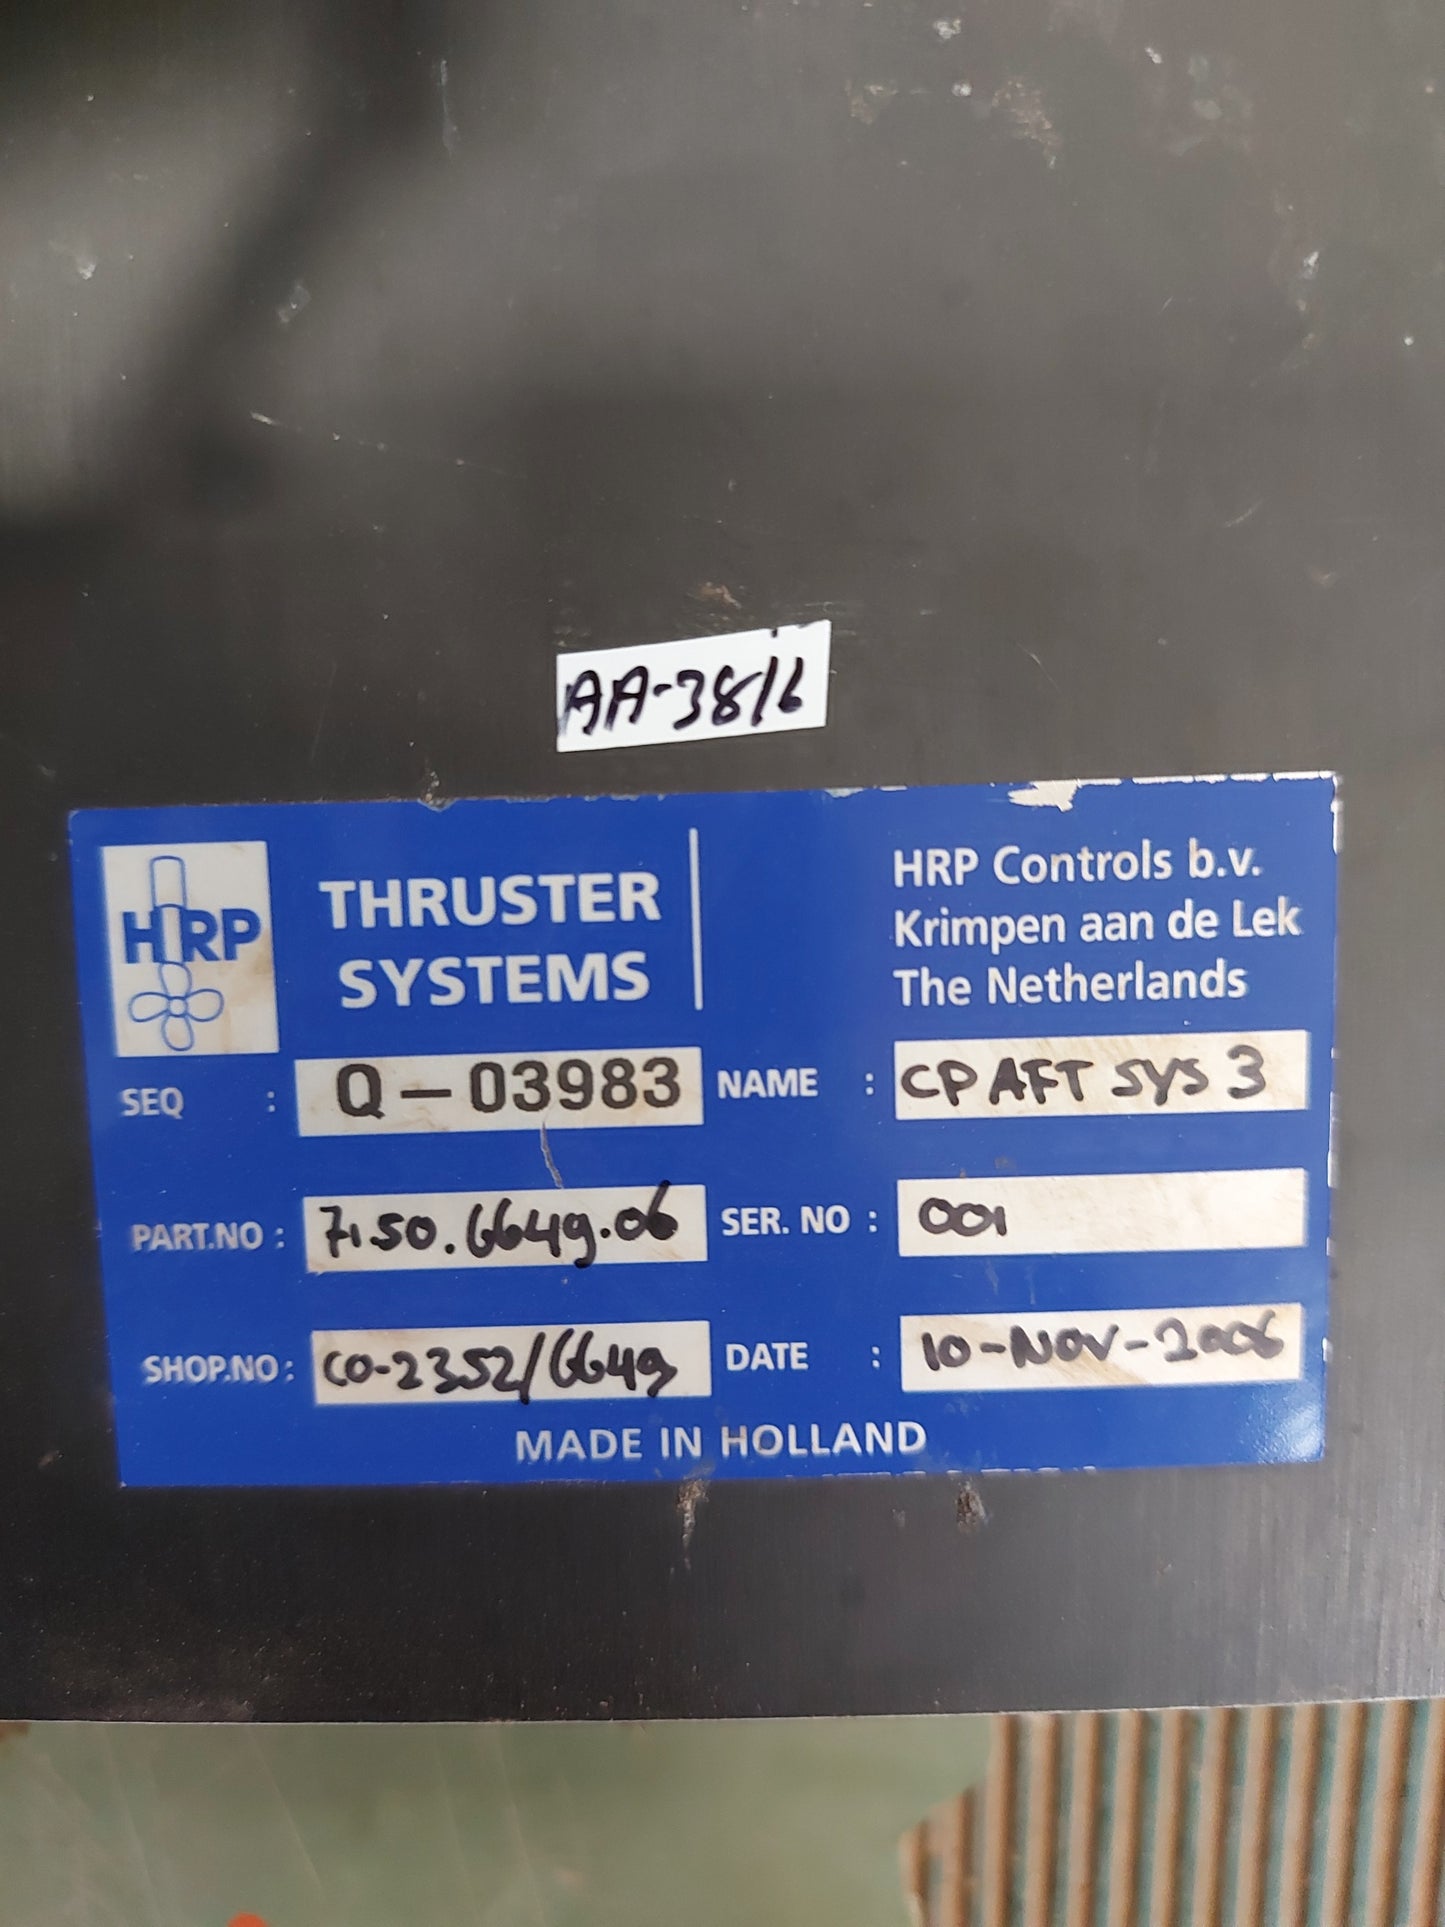 AA-38/6
HRP
THRUSTER
SYSTEMS
HRP Controls b.v.
Krimpen aan de Lek
The Netherlands
SEQ : Q-03983 NAME : CP AFT SYS 3
PART.NO : 7150.6649.06 SER. NO : 001
SHOP.NO : CO-2352/6649 DATE : 10-NOV-2006
MADE IN HOLLAND